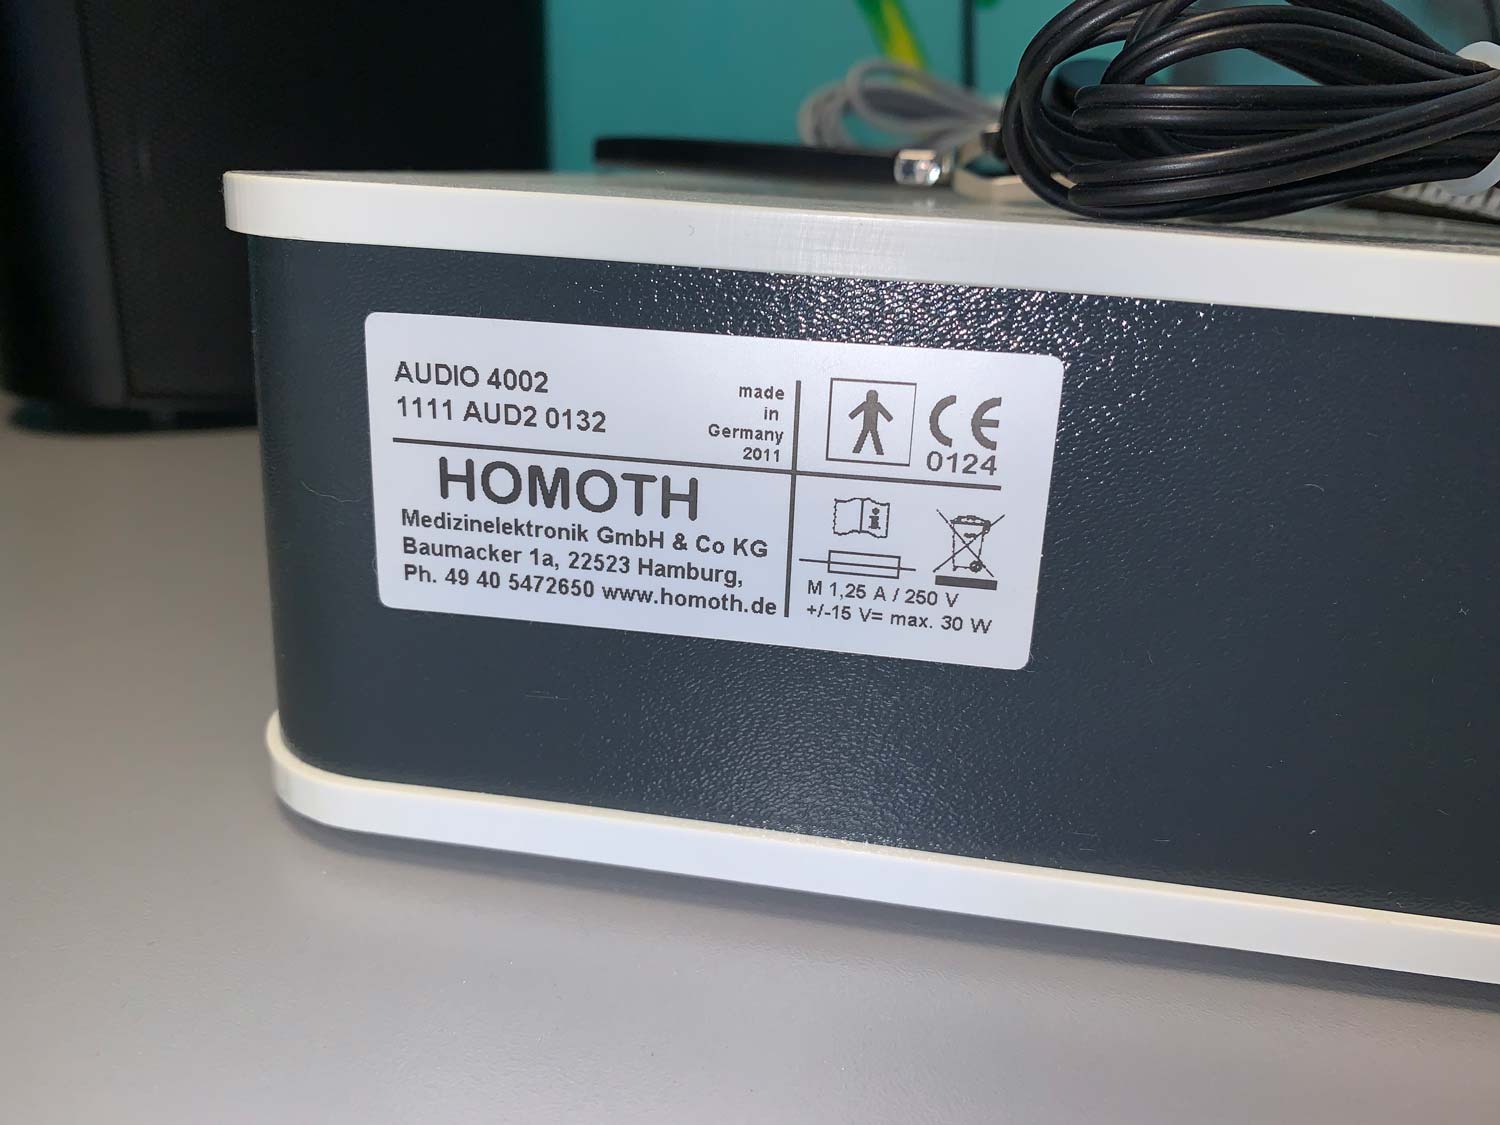 AUDIO 4002
1111 AUD2 0132
made
in
Germany
2011
CE
0124
HOMOTH
Medizinelektronik GmbH & Co KG
Baumacker 1a, 22523 Hamburg,
Ph. 49 40 5472650 www.homoth.de
i
M 1,25 A / 250 V
+/-15 V= max. 30 W